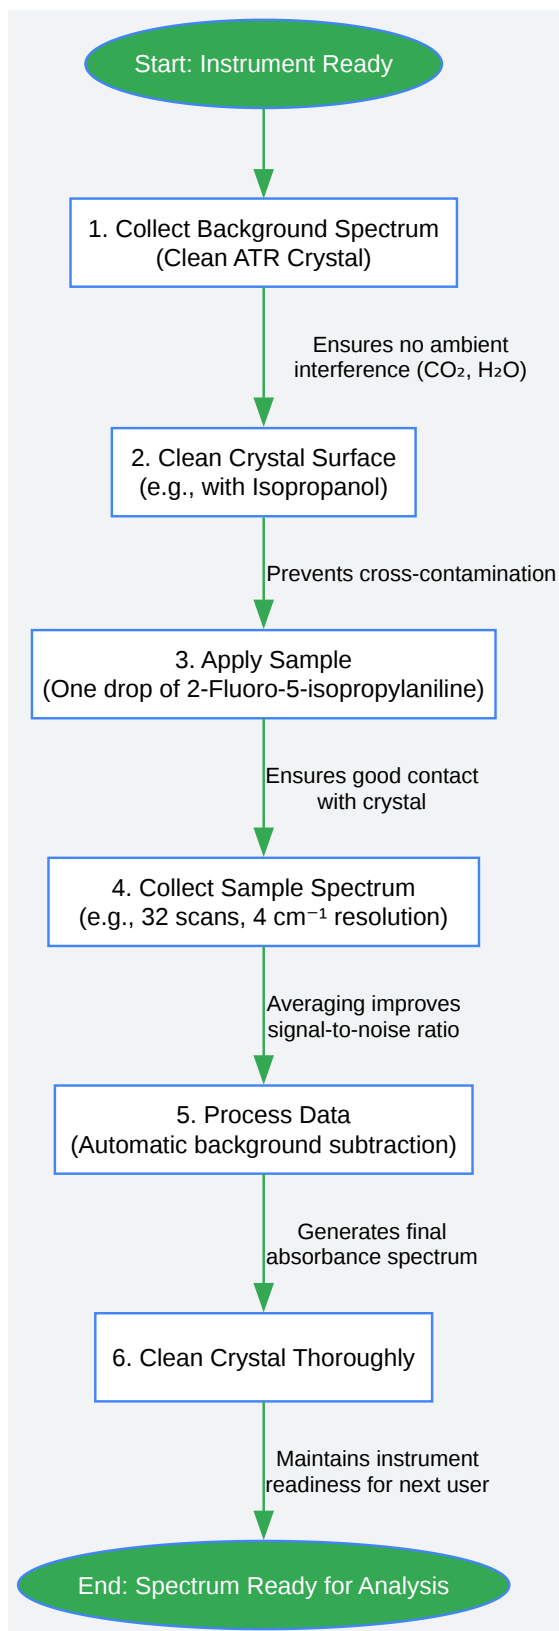 Start: Instrument Ready
1. Collect Background Spectrum
(Clean ATR Crystal)
Ensures no ambient
interference (CO₂, H₂O)
2. Clean Crystal Surface
(e.g., with Isopropanol)
Prevents cross-contamination
3. Apply Sample
(One drop of 2-Fluoro-5-isopropylaniline)
Ensures good contact
with crystal
4. Collect Sample Spectrum
(e.g., 32 scans, 4 cm⁻¹ resolution)
Averaging improves
signal-to-noise ratio
5. Process Data
(Automatic background subtraction)
Generates final
absorbance spectrum
6. Clean Crystal Thoroughly
Maintains instrument
readiness for next user
End: Spectrum Ready for Analysis